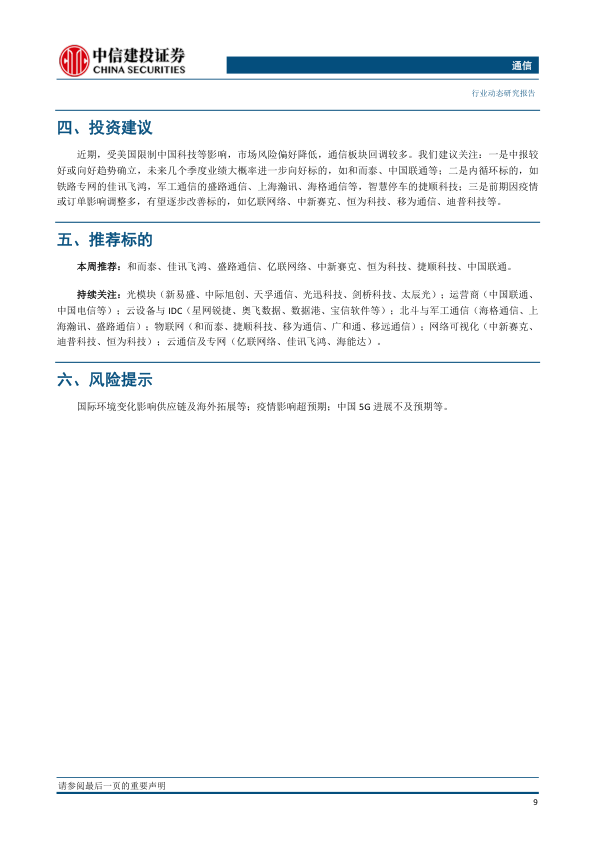 中信建投证券
CHINA SECURITIES
通信
行业动态研究报告
四、投资建议
近期，受美国限制中国科技等影响，市场风险偏好降低，通信板块回调较多。我们建议关注：一是中报较
好或向好趋势确立，未来几个季度业绩大概率进一步向好标的，如和而泰、中国联通等；二是内循环标的，如
铁路专网的佳讯飞鸿，军工通信的盛路通信、上海瀚讯、海格通信等，智慧停车的捷顺科技；三是前期因疫情
或订单影响调整多，有望逐步改善标的，如亿联网络、中新赛克、恒为科技、移为通信、迪普科技等。
五、推荐标的
本周推荐：和而泰、佳讯飞鸿、盛路通信、亿联网络、中新赛克、恒为科技、捷顺科技、中国联通。
持续关注：光模块（新易盛、中际旭创、天孚通信、光迅科技、剑桥科技、太辰光）；运营商（中国联通、
中国电信等）；云设备与 IDC（星网锐捷、奥飞数据、数据港、宝信软件等）；北斗与军工通信（海格通信、上
海瀚讯、盛路通信）；物联网（和而泰、捷顺科技、移为通信、广和通、移远通信）；网络可视化（中新赛克、
迪普科技、恒为科技）；云通信及专网（亿联网络、佳讯飞鸿、海能达）。
六、风险提示
国际环境变化影响供应链及海外拓展等；疫情影响超预期；中国 5G 进展不及预期等。
请参阅最后一页的重要声明
9